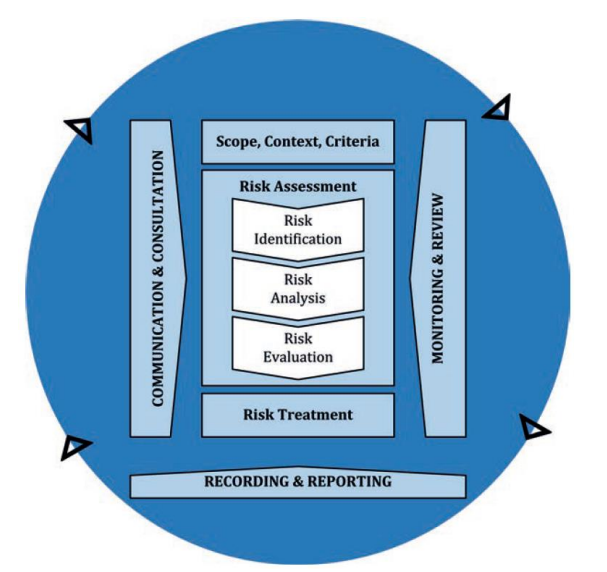 Scope, Context, Criteria
Risk Assessment
Risk
Identification
Risk
Analysis
Risk
Evaluation
Risk Treatment
COMMUNICATION & CONSULTATION
MONITORING & REVIEW
RECORDING & REPORTING